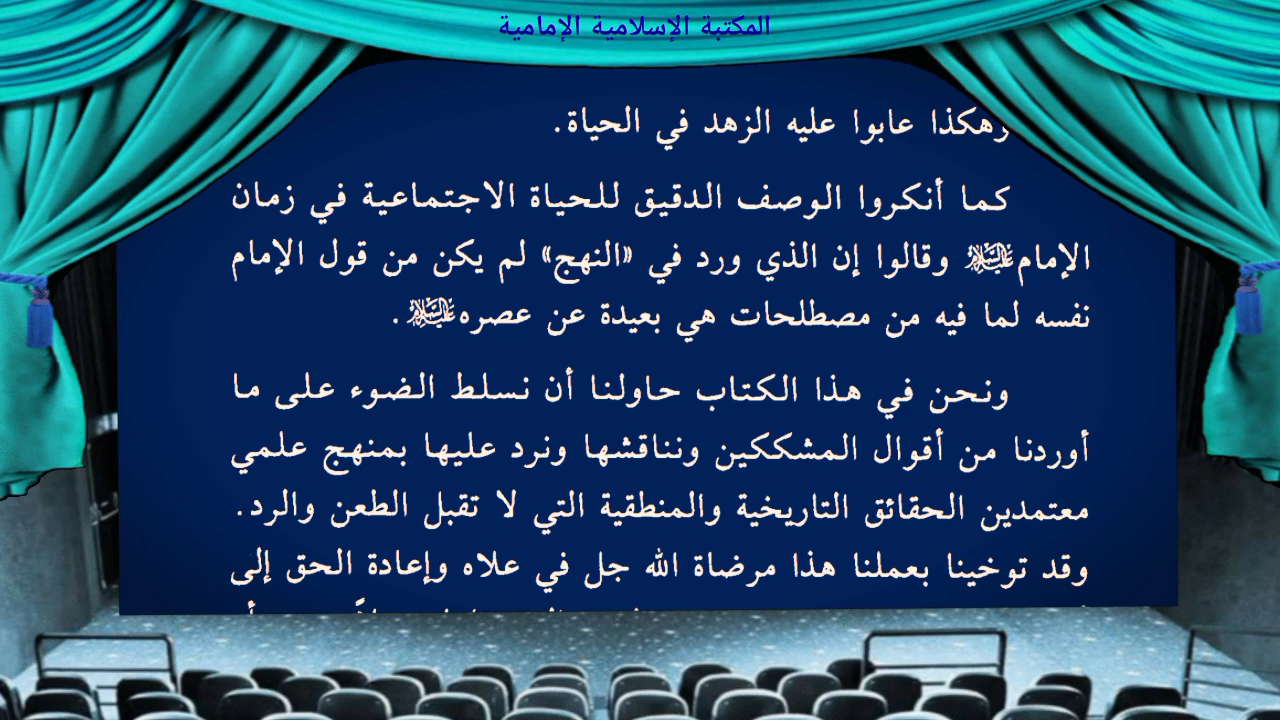 المكتبة الإسلامية الإمامية
وهكذا عابوا عليه الزهد في الحياة.
كما أنكروا الوصف الدقيق للحياة الاجتماعية في زمان
الإمام عليه السلام وقالوا إن الذي ورد في «النهج» لم يكن من قول الإمام
نفسه لما فيه من مصطلحات هي بعيدة عن عصره عليه السلام.
ونحن في هذا الكتاب حاولنا أن نسلط الضوء على ما
أوردنا من أقوال المشككين ونناقشها ونرد عليها بمنهج علمي
معتمدين الحقائق التاريخية والمنطقية التي لا تقبل الطعن والرد.
وقد توخينا بعملنا هذا مرضاة الله جل في علاه وإعادة الحق إلى